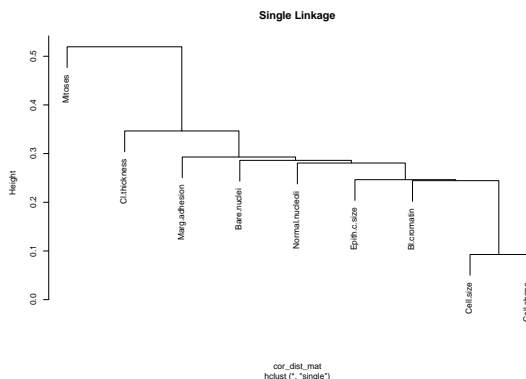 Single Linkage
Height
0.5
0.4
0.3
0.2
0.1
0.0
Mitoses
Cl.thickness
Marg.adhesion
Bare.nuclei
Normal.nucleoli
Epith.c.size
Bl.cromatin
Cell.size
cor_dist_mat
hclust (*, "single")